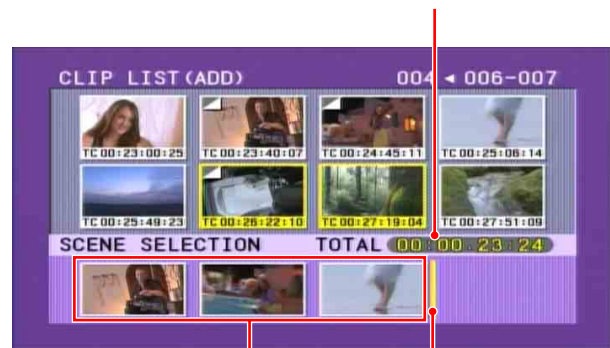 CLIP LIST(ADD) 004 ◄ 006-007
TC 00:23:00:25 TC 00:23:40:07 TC 00:24:45:11 TC 00:25:06:14
TC 00:25:49:23 TC 00:26:22:10 TC 00:27:19:04 TC 00:27:51:09
SCENE SELECTION TOTAL 00:00:23:24